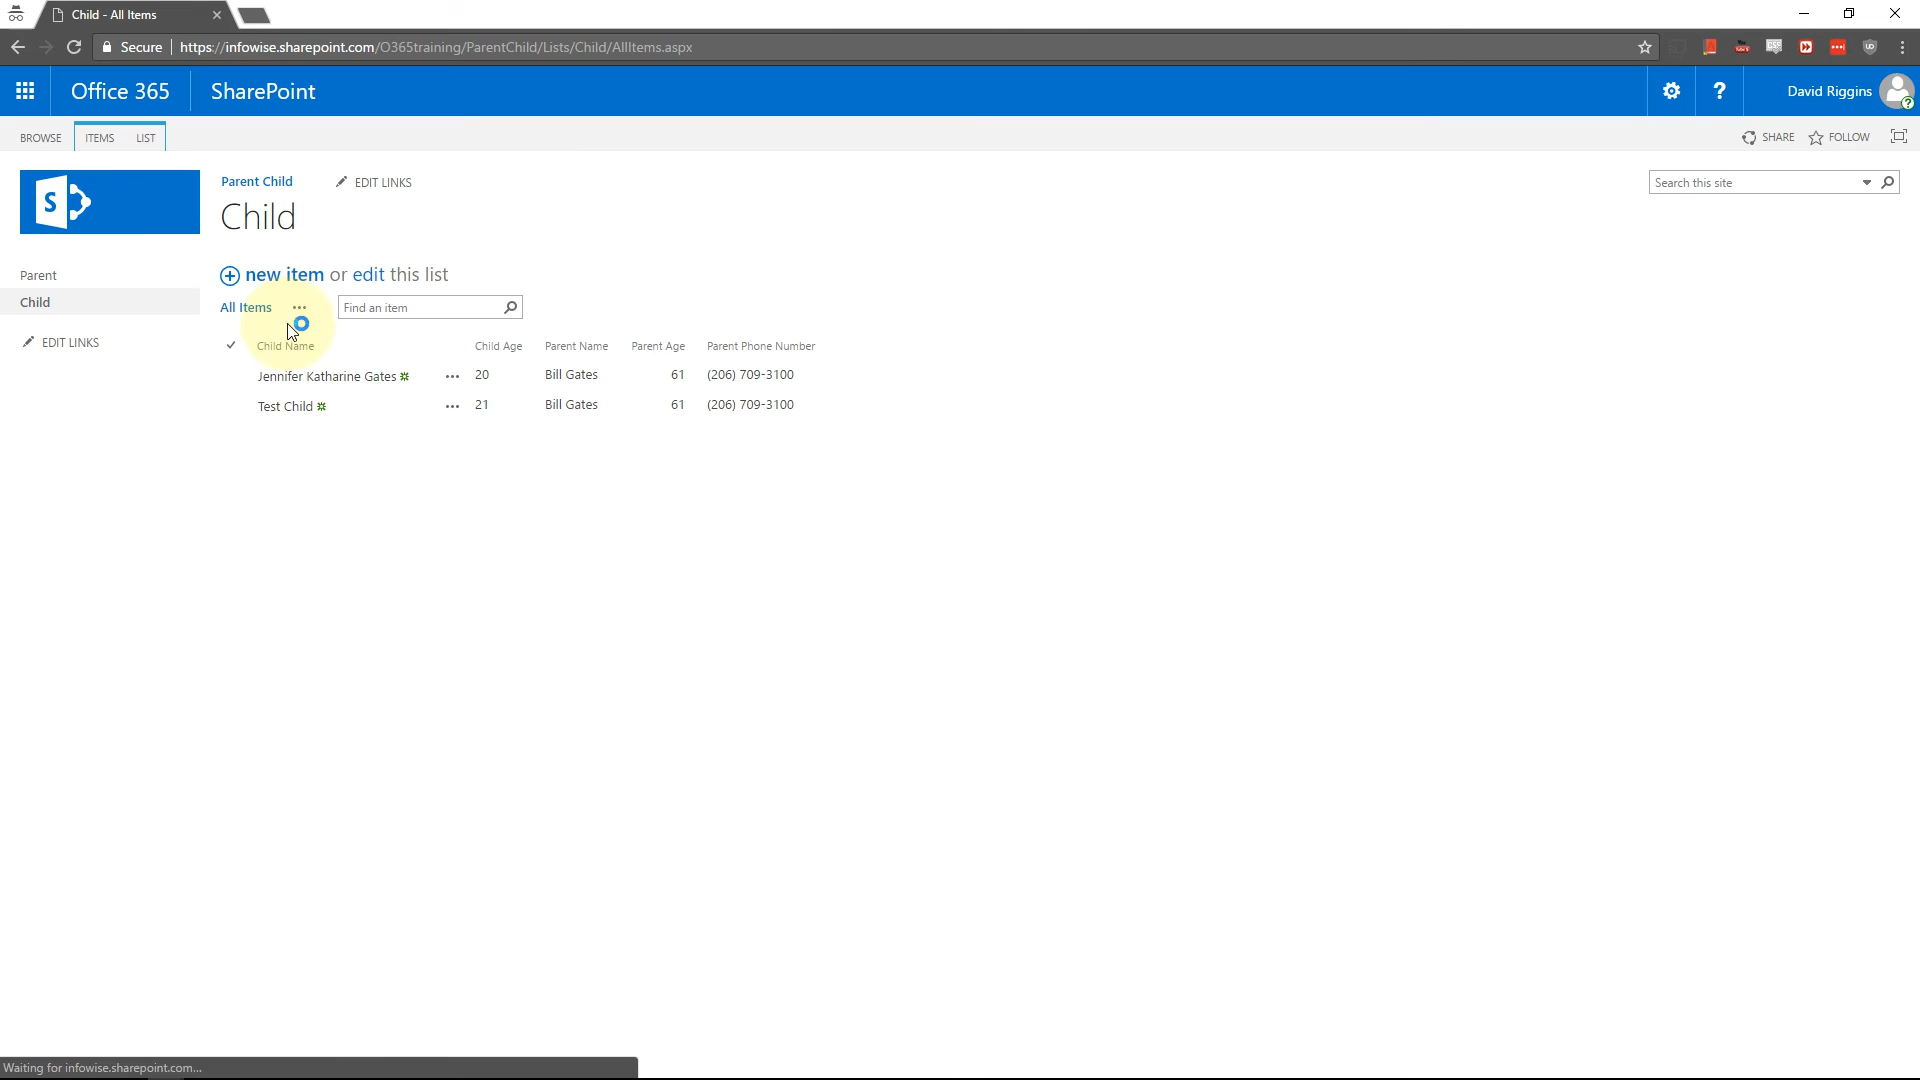 Child - All Items
Secure https://infowise.sharepoint.com/O365training/ParentChild/Lists/Child/AllItems.aspx
Office 365 SharePoint ? David Riggins
BROWSE ITEMS LIST SHARE FOLLOW
S Parent Child EDIT LINKS Search this site
Child
Parent
new item or edit this list
Child
All Items ... Find an item
EDIT LINKS
Child Name Child Age Parent Name Parent Age Parent Phone Number
Jennifer Katharine Gates ... 20 Bill Gates 61 (206) 709-3100
Test Child ... 21 Bill Gates 61 (206) 709-3100
Waiting for infowise.sharepoint.com...